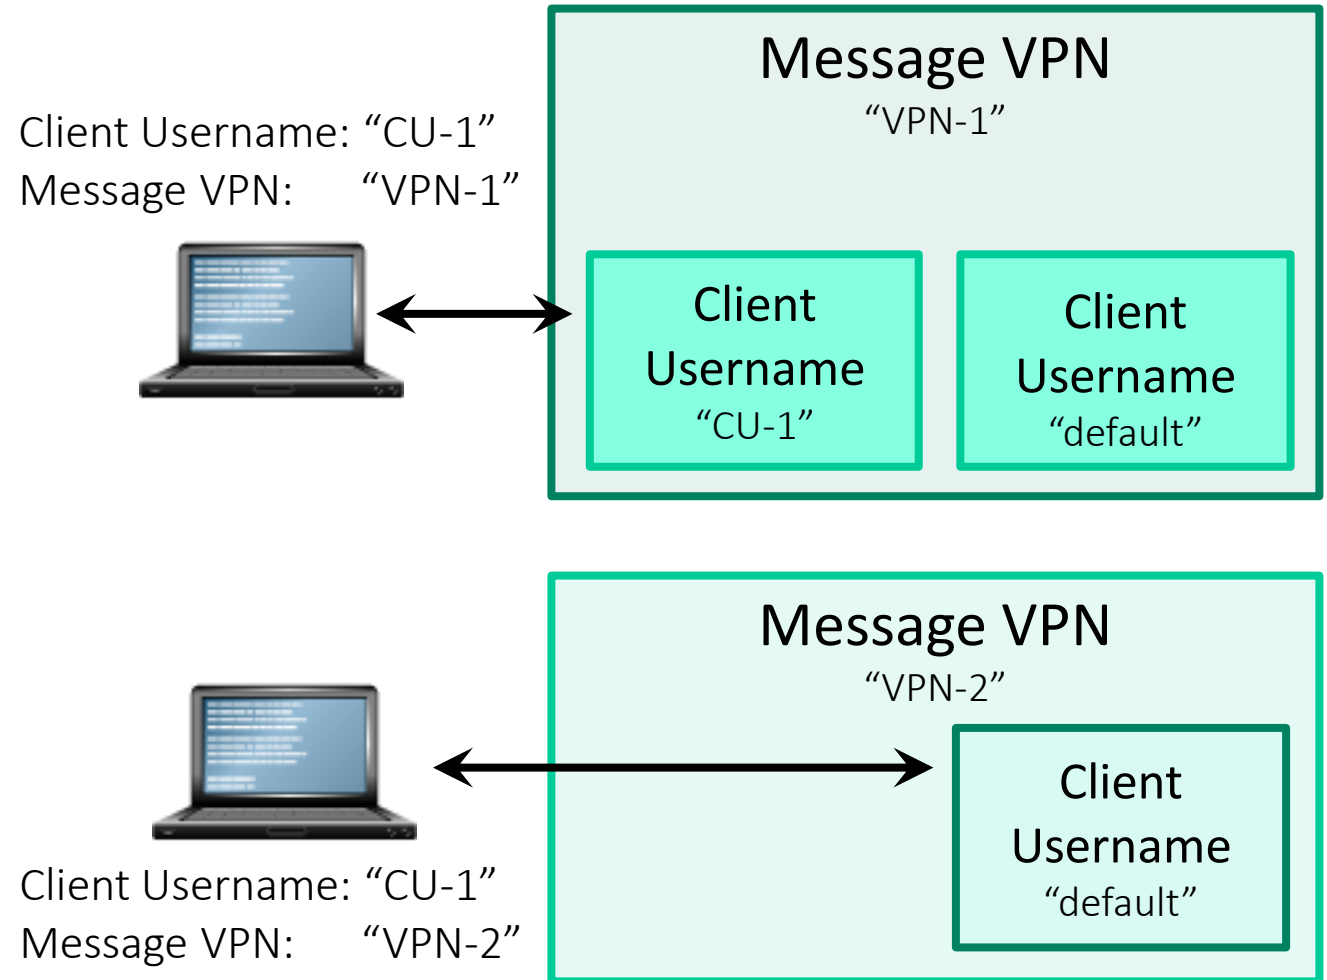 Message VPN
“VPN-1”
Client Username: “CU-1”
Message VPN: “VPN-1”
Client
Username
“CU-1”
Client
Username
“default”
Message VPN
“VPN-2”
Client
Username
“default”
Client Username: “CU-1”
Message VPN: “VPN-2”